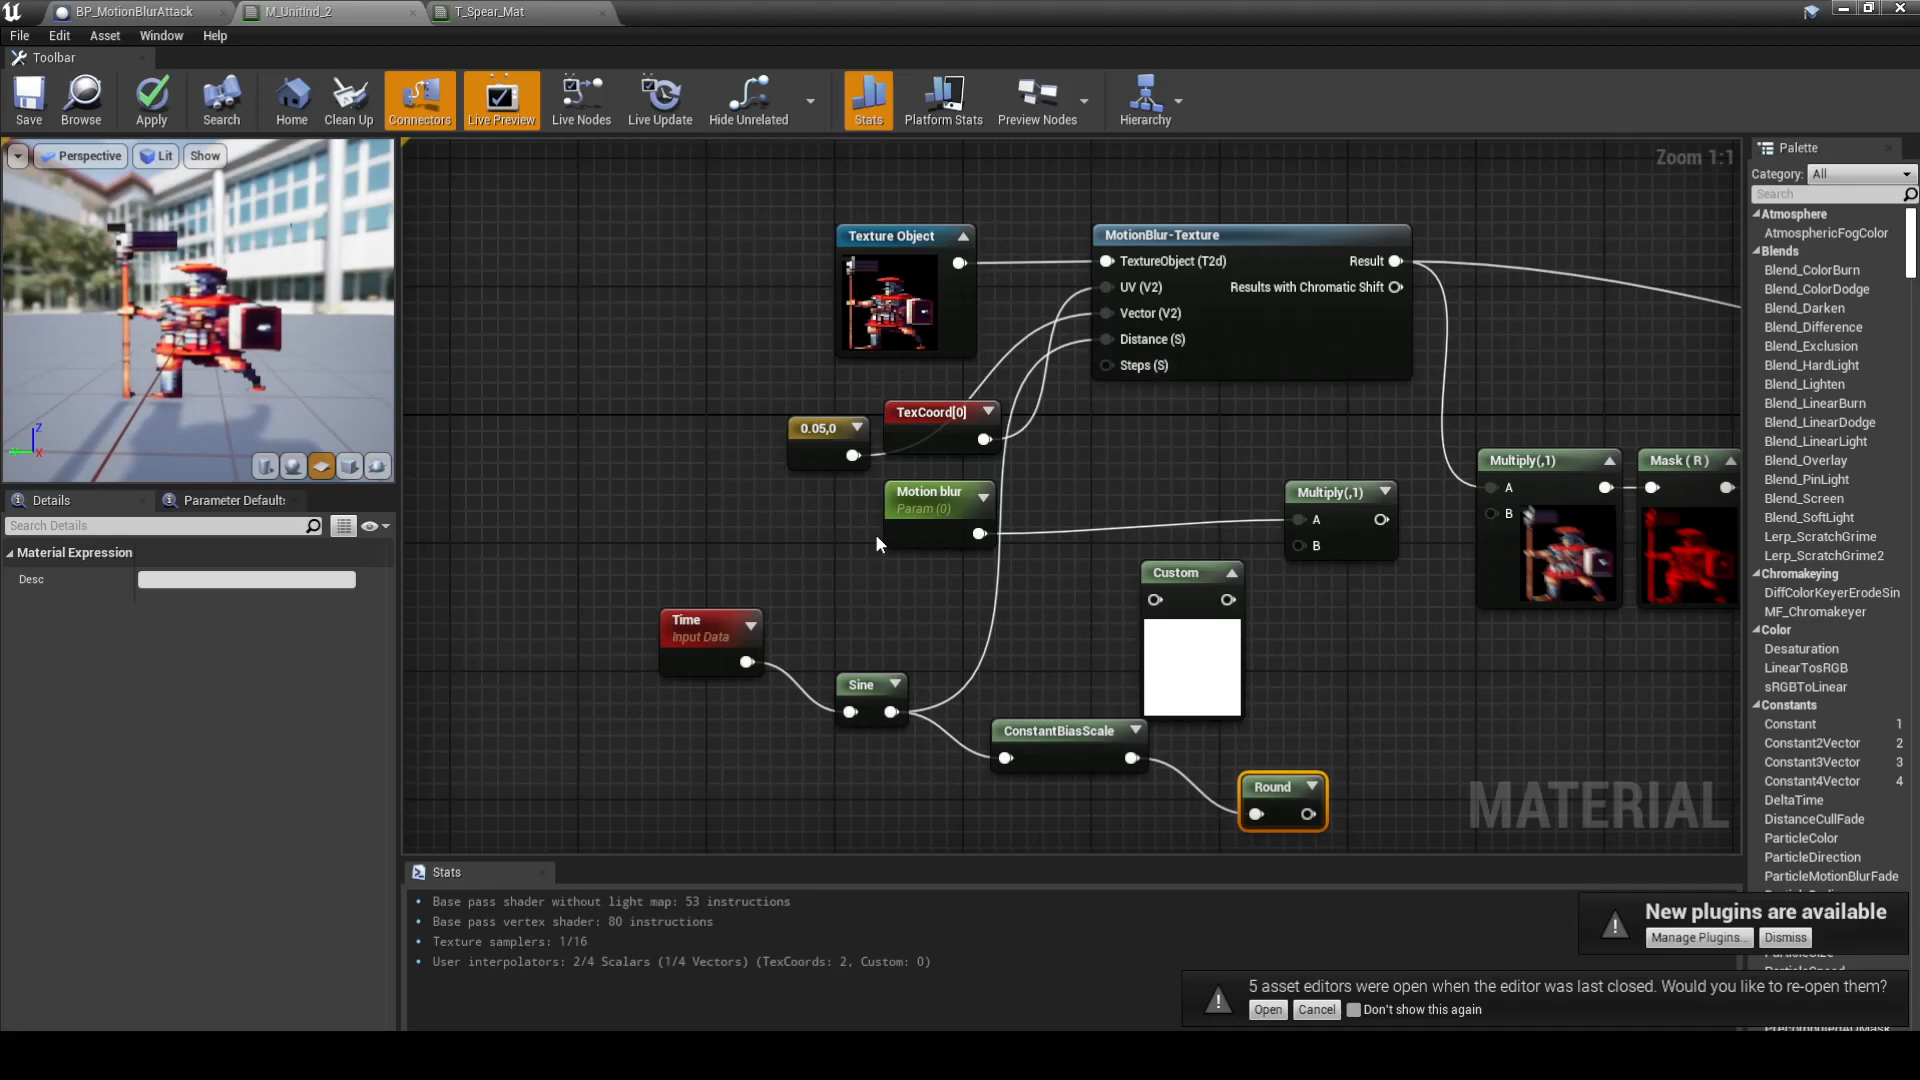 BP_MotionBlurAttack
M_UnitInd_2
T_Spear_Mat
File
Edit
Asset
Window
Help
Toolbar
Save
Browse
Apply
Search
Home
Clean Up
Connectors
Live Preview
Live Nodes
Live Update
Hide Unrelated
Stats
Platform Stats
Preview Nodes
Hierarchy
Perspective
Lit
Show
Z
X
Details
Parameter Default
Search Details
Material Expression
Desc
Zoom 1:1
Texture Object
MotionBlur-Texture
TextureObject (T2d)
Result
UV (V2)
Results with Chromatic Shift
Vector (V2)
Distance (S)
Steps (S)
TexCoord[0]
0.05,0
Motion blur
Param (0)
Multiply(,1)
A
B
Multiply(,1)
A
B
Mask ( R )
Custom
Time
Input Data
Sine
ConstantBiasScale
Round
MATERIAL
Stats
• Base pass shader without light map: 53 instructions
• Base pass vertex shader: 80 instructions
• Texture samplers: 1/16
• User interpolators: 2/4 Scalars (1/4 Vectors) (TexCoords: 2, Custom: 0)
Palette
Category: All
Search
Atmosphere
AtmosphericFogColor
Blends
Blend_ColorBurn
Blend_ColorDodge
Blend_Darken
Blend_Difference
Blend_Exclusion
Blend_HardLight
Blend_Lighten
Blend_LinearBurn
Blend_LinearDodge
Blend_LinearLight
Blend_Overlay
Blend_PinLight
Blend_Screen
Blend_SoftLight
Lerp_ScratchGrime
Lerp_ScratchGrime2
Chromakeying
DiffColorKeyerErodeSin
MF_Chromakeyer
Color
Desaturation
LinearTosRGB
sRGBToLinear
Constants
Constant 1
Constant2Vector 2
Constant3Vector 3
Constant4Vector 4
DeltaTime
DistanceCullFade
ParticleColor
ParticleDirection
ParticleMotionBlurFade
New plugins are available
Manage Plugins...
Dismiss
5 asset editors were open when the editor was last closed. Would you like to re-open them?
Open
Cancel
Don't show this again